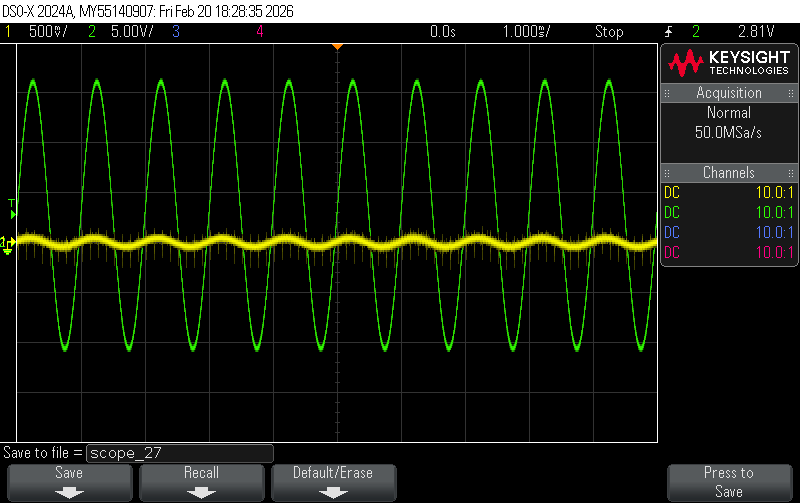 DSO-X 2024A, MY55140907: Fri Feb 20 18:28:35 2026
1 500V/ 2 5.00V/ 3 4 0.0s 1.000s/ Stop 2 2.81V
KEYSIGHT
TECHNOLOGIES
Acquisition
Normal
50.0MSa/s
Channels
DC 10.0:1
DC 10.0:1
DC 10.0:1
DC 10.0:1
T
Save to file = scope_27
Save Recall Default/Erase Press to
Save